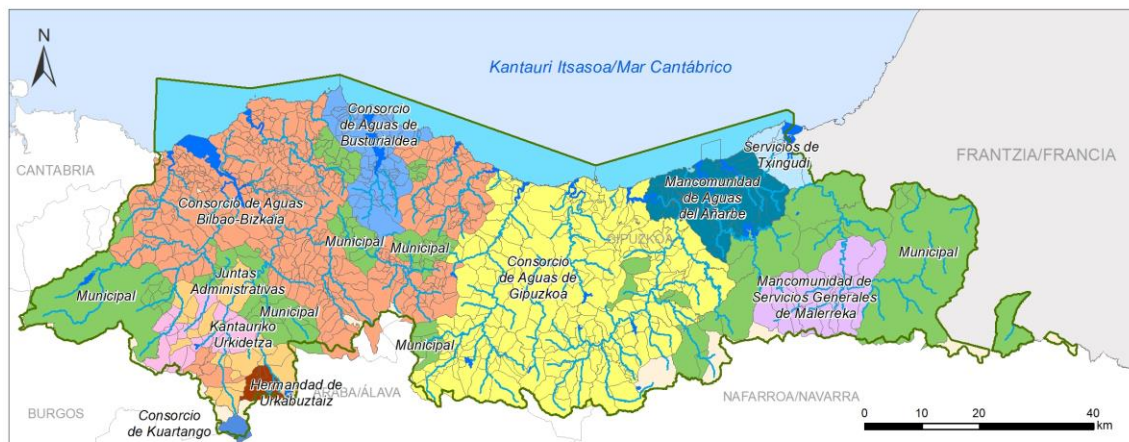 N
Kantauri Itsasoa/Mar Cantábrico
CANTABRIA
FRANTZIA/FRANCIA
Consorcio
de Aguas de
Busturialdea
Servicios de
Txingudi
Mancomunidad
de Aguas
del Añarbe
Consorcio de Aguas
Bilbao-Bizkaia
Municipal
Municipal
GIPUZKOA
Consorcio
de Aguas de
Gipuzkoa
Municipal
Mancomunidad de
Servicios Generales
de Malerreka
Municipal
Juntas
Administrativas
Municipal
Kantauriko
Urkidetza
Municipal
Hermandad de
Urkabuztaiz
ARABA/ÁLAVA
NAFARROA/NAVARRA
BURGOS
Consorcio
de Kuartango
0 10 20 40
km